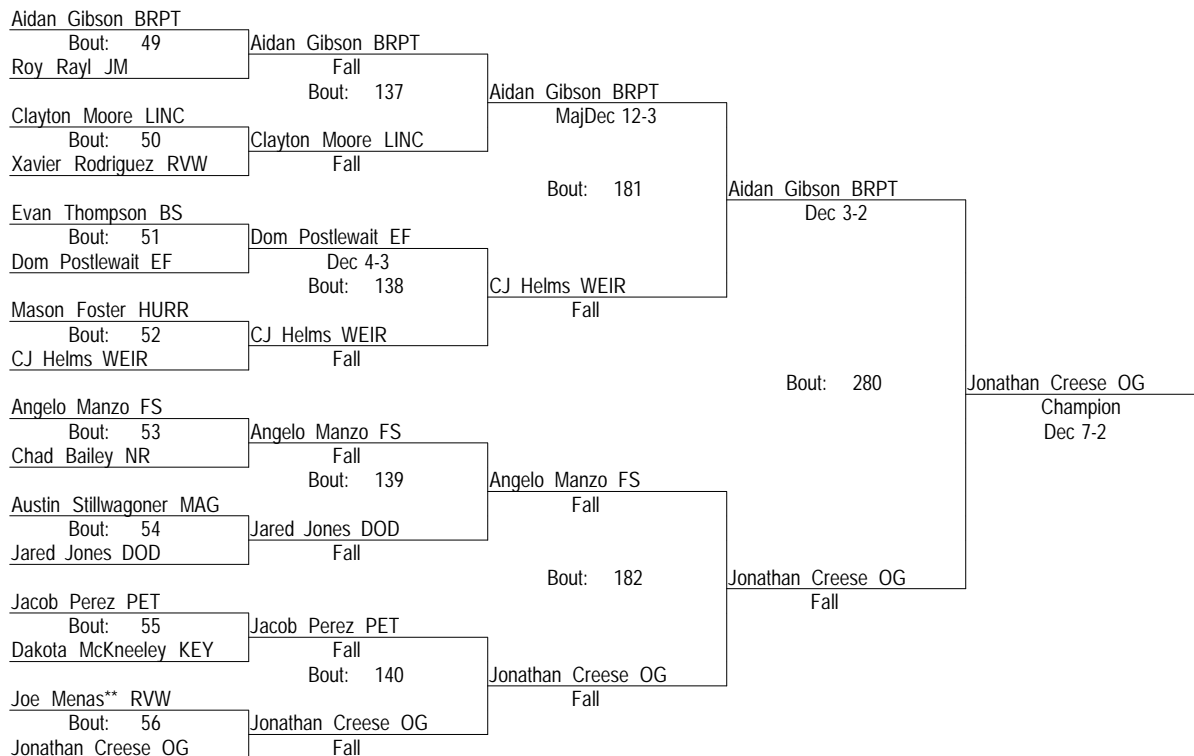 Aidan Gibson BRPT
Bout: 49
Roy Rayl JM
Clayton Moore LINC
Bout: 50
Xavier Rodriguez RVW
Evan Thompson BS
Bout: 51
Dom Postlewait EF
Mason Foster HURR
Bout: 52
CJ Helms WEIR
Angelo Manzo FS
Bout: 53
Chad Bailey NR
Austin Stillwagoner MAG
Bout: 54
Jared Jones DOD
Jacob Perez PET
Bout: 55
Dakota McKneeley KEY
Joe Menas** RVW
Bout: 56
Jonathan Creese OG
Aidan Gibson BRPT
Fall
Bout: 137
Clayton Moore LINC
Fall
Dom Postlewait EF
Dec 4-3
Bout: 138
CJ Helms WEIR
Fall
Angelo Manzo FS
Fall
Bout: 139
Jared Jones DOD
Fall
Jacob Perez PET
Fall
Bout: 140
Jonathan Creese OG
Fall
Aidan Gibson BRPT
MajDec 12-3
Bout: 181
CJ Helms WEIR
Fall
Angelo Manzo FS
Fall
Bout: 182
Jonathan Creese OG
Fall
Aidan Gibson BRPT
Dec 3-2
Bout: 280
Jonathan Creese OG
Fall
Jonathan Creese OG
Champion
Dec 7-2